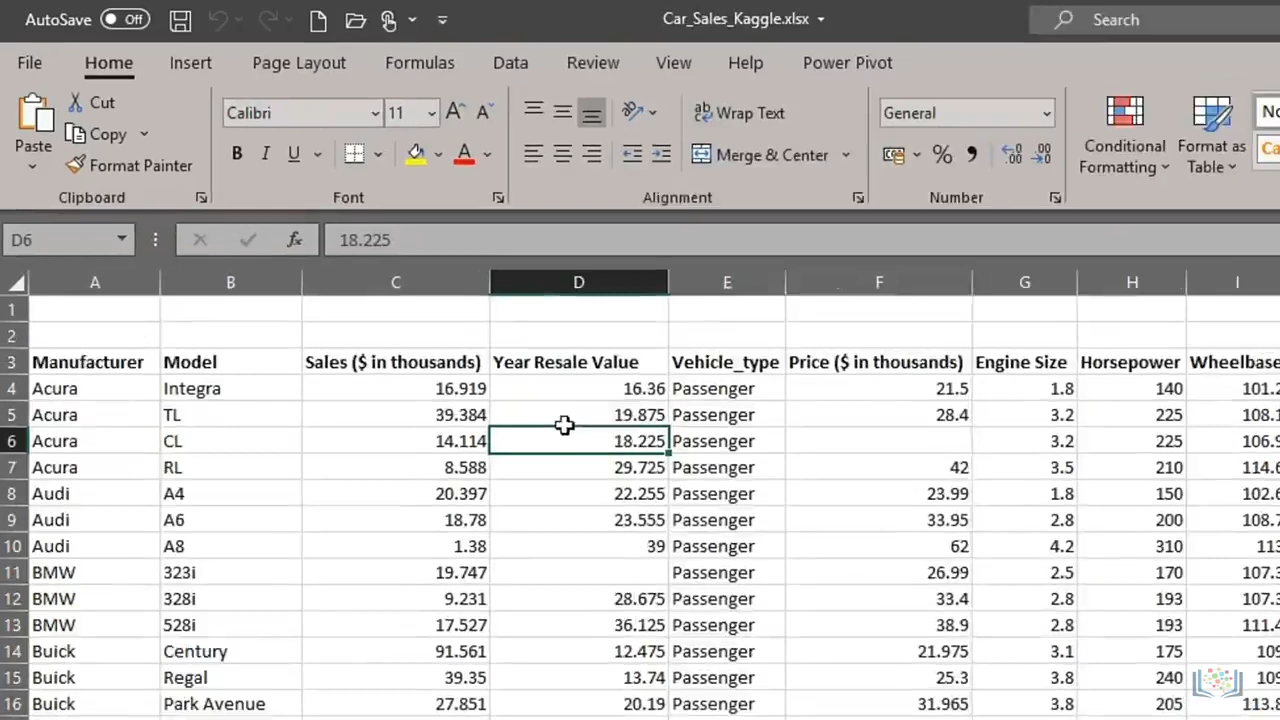 AutoSave Off Car_Sales_Kaggle.xlsx Search
File Home Insert Page Layout Formulas Data Review View Help Power Pivot
Paste
Cut
Copy
Format Painter
Clipboard
Calibri 11
B I U A
Font
Wrap Text
Merge & Center
Alignment
General
% , .00 .00
Number
Conditional Formatting
Format as Table
D6 fx 18.225
A B C D E F G H I
1
2
3 Manufacturer Model Sales ($ in thousands) Year Resale Value Vehicle_type Price ($ in thousands) Engine Size Horsepower Wheelbase
4 Acura Integra 16.919 16.36 Passenger 21.5 1.8 140 101.2
5 Acura TL 39.384 19.875 Passenger 28.4 3.2 225 108.1
6 Acura CL 14.114 18.225 Passenger 3.2 225 106.9
7 Acura RL 8.588 29.725 Passenger 42 3.5 210 114.6
8 Audi A4 20.397 22.255 Passenger 23.99 1.8 150 102.6
9 Audi A6 18.78 23.555 Passenger 33.95 2.8 200 108.7
10 Audi A8 1.38 39 Passenger 62 4.2 310 113
11 BMW 323i 19.747 Passenger 26.99 2.5 170 107.3
12 BMW 328i 9.231 28.675 Passenger 33.4 2.8 193 107.3
13 BMW 528i 17.527 36.125 Passenger 38.9 2.8 193 111.4
14 Buick Century 91.561 12.475 Passenger 21.975 3.1 175 109
15 Buick Regal 39.35 13.74 Passenger 25.3 3.8 240 109
16 Buick Park Avenue 27.851 20.19 Passenger 31.965 3.8 205 113.8